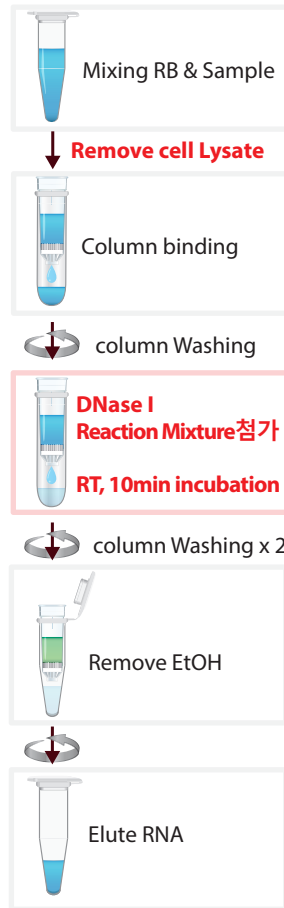 Mixing RB & Sample
Remove cell Lysate
Column binding
column Washing
DNase I
Reaction Mixture첨가
RT, 10min incubation
column Washing x 2
Remove EtOH
Elute RNA